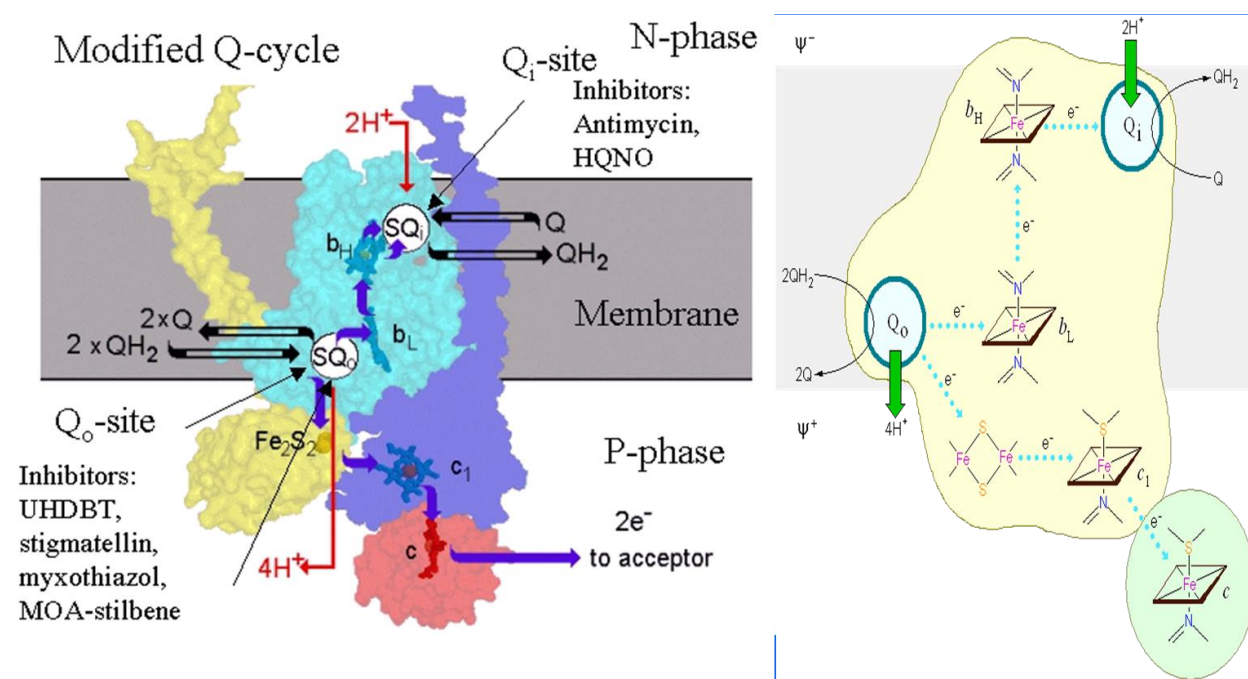 Modified Q-cycle
N-phase
Qi-site
Inhibitors:
Antimycin,
HQNO
2H+
SQi
Q
QH2
bH
Membrane
2xQ
2 xQH2
SQo
bL
Qo-site
Fe2S2
c1
P-phase
Inhibitors:
UHDBT,
stigmatellin,
myxothiazol,
MOA-stilbene
4H+
c
2e-
to acceptor
Ψ-
2H+
QH2
N
bH
Fe
e-
Qi
N
Q
e-
2QH2
N
Qo
e-
Fe
bL
2Q
N
e-
Ψ+
4H+
S
Fe
Fe
S
e-
S
Fe
c1
N
e-
S
Fe
c
N